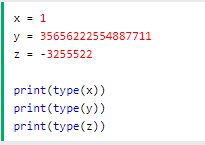 x = 1
y = 35656222554887711
z = -3255522
print(type(x))
print(type(y))
print(type(z))